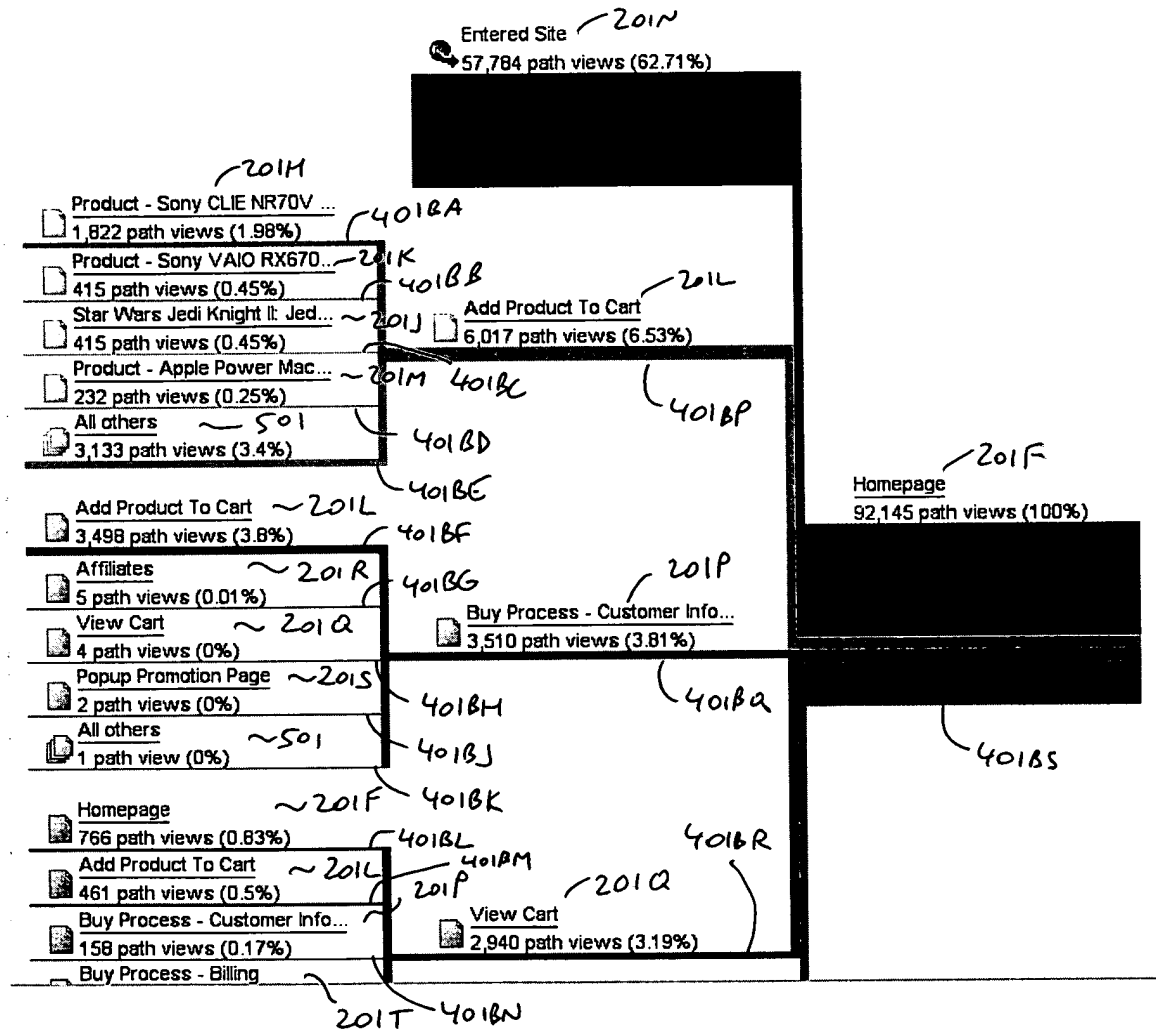 Entered Site 201N
57,784 path views (62.71%)
201H
Product - Sony CLIE NR70V ...
1,822 path views (1.98%)
401BA
Product - Sony VAIO RX670... 201K
415 path views (0.45%)
401BB
Star Wars Jedi Knight II: Jed... 201J
415 path views (0.45%)
Product - Apple Power Mac... 201M
232 path views (0.25%)
401BC
All others 501
3,133 path views (3.4%)
401BD
401BE
Add Product To Cart 201L
6,017 path views (6.53%)
401BP
201F
Homepage
92,145 path views (100%)
Add Product To Cart 201L
3,498 path views (3.8%)
401BF
Affiliates 201R
5 path views (0.01%)
401BG
View Cart 201Q
4 path views (0%)
Popup Promotion Page 201S
2 path views (0%)
401BH
All others 501
1 path view (0%)
401BJ
401BK
201P
Buy Process - Customer Info...
3,510 path views (3.81%)
401BQ
401BS
Homepage 201F
766 path views (0.83%)
401BL
Add Product To Cart 201L
461 path views (0.5%)
401BM
201P
Buy Process - Customer Info...
158 path views (0.17%)
Buy Process - Billing
201T
401BN
401BR
201Q
View Cart
2,940 path views (3.19%)